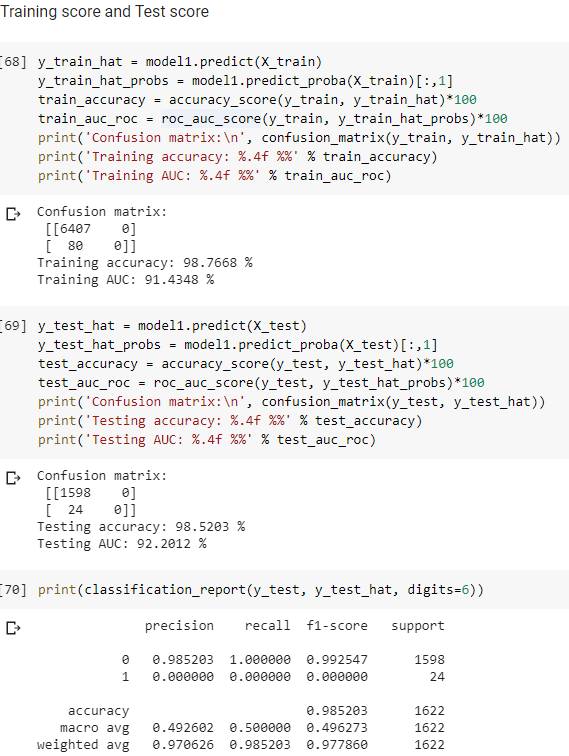 Training score and Test score
[68] y_train_hat = model1.predict(X_train)
y_train_hat_probs = model1.predict_proba(X_train)[:,1]
train_accuracy = accuracy_score(y_train, y_train_hat)*100
train_auc_roc = roc_auc_score(y_train, y_train_hat_probs)*100
print('Confusion matrix:\n', confusion_matrix(y_train, y_train_hat))
print('Training accuracy: %.4f %%' % train_accuracy)
print('Training AUC: %.4f %%' % train_auc_roc)
Confusion matrix:
[[6407    0]
[  80    0]]
Training accuracy: 98.7668 %
Training AUC: 91.4348 %
[69] y_test_hat = model1.predict(X_test)
y_test_hat_probs = model1.predict_proba(X_test)[:,1]
test_accuracy = accuracy_score(y_test, y_test_hat)*100
test_auc_roc = roc_auc_score(y_test, y_test_hat_probs)*100
print('Confusion matrix:\n', confusion_matrix(y_test, y_test_hat))
print('Testing accuracy: %.4f %%' % test_accuracy)
print('Testing AUC: %.4f %%' % test_auc_roc)
Confusion matrix:
[[1598    0]
[  24    0]]
Testing accuracy: 98.5203 %
Testing AUC: 92.2012 %
[70] print(classification_report(y_test, y_test_hat, digits=6))
precision    recall  f1-score   support
0   0.985203  1.000000  0.992547      1598
1   0.000000  0.000000  0.000000        24
accuracy                       0.985203      1622
macro avg   0.492602  0.500000  0.496273      1622
weighted avg   0.970626  0.985203  0.977860      1622